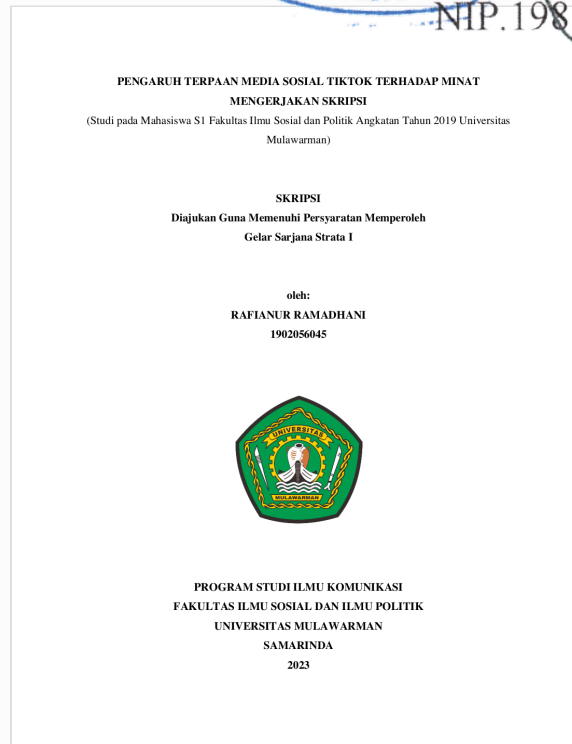 NIP.198
PENGARUH TERPAAN MEDIA SOSIAL TIKTOK TERHADAP MINAT
MENGERJAKAN SKRIPSI
(Studi pada Mahasiswa S1 Fakultas Ilmu Sosial dan Politik Angkatan Tahun 2019 Universitas
Mulawarman)
SKRIPSI
Diajukan Guna Memenuhi Persyaratan Memperoleh
Gelar Sarjana Strata I
oleh:
RAFIANUR RAMADHANI
1902056045
UNIVERSITAS
MULAWARMAN
PROGRAM STUDI ILMU KOMUNIKASI
FAKULTAS ILMU SOSIAL DAN ILMU POLITIK
UNIVERSITAS MULAWARMAN
SAMARINDA
2023